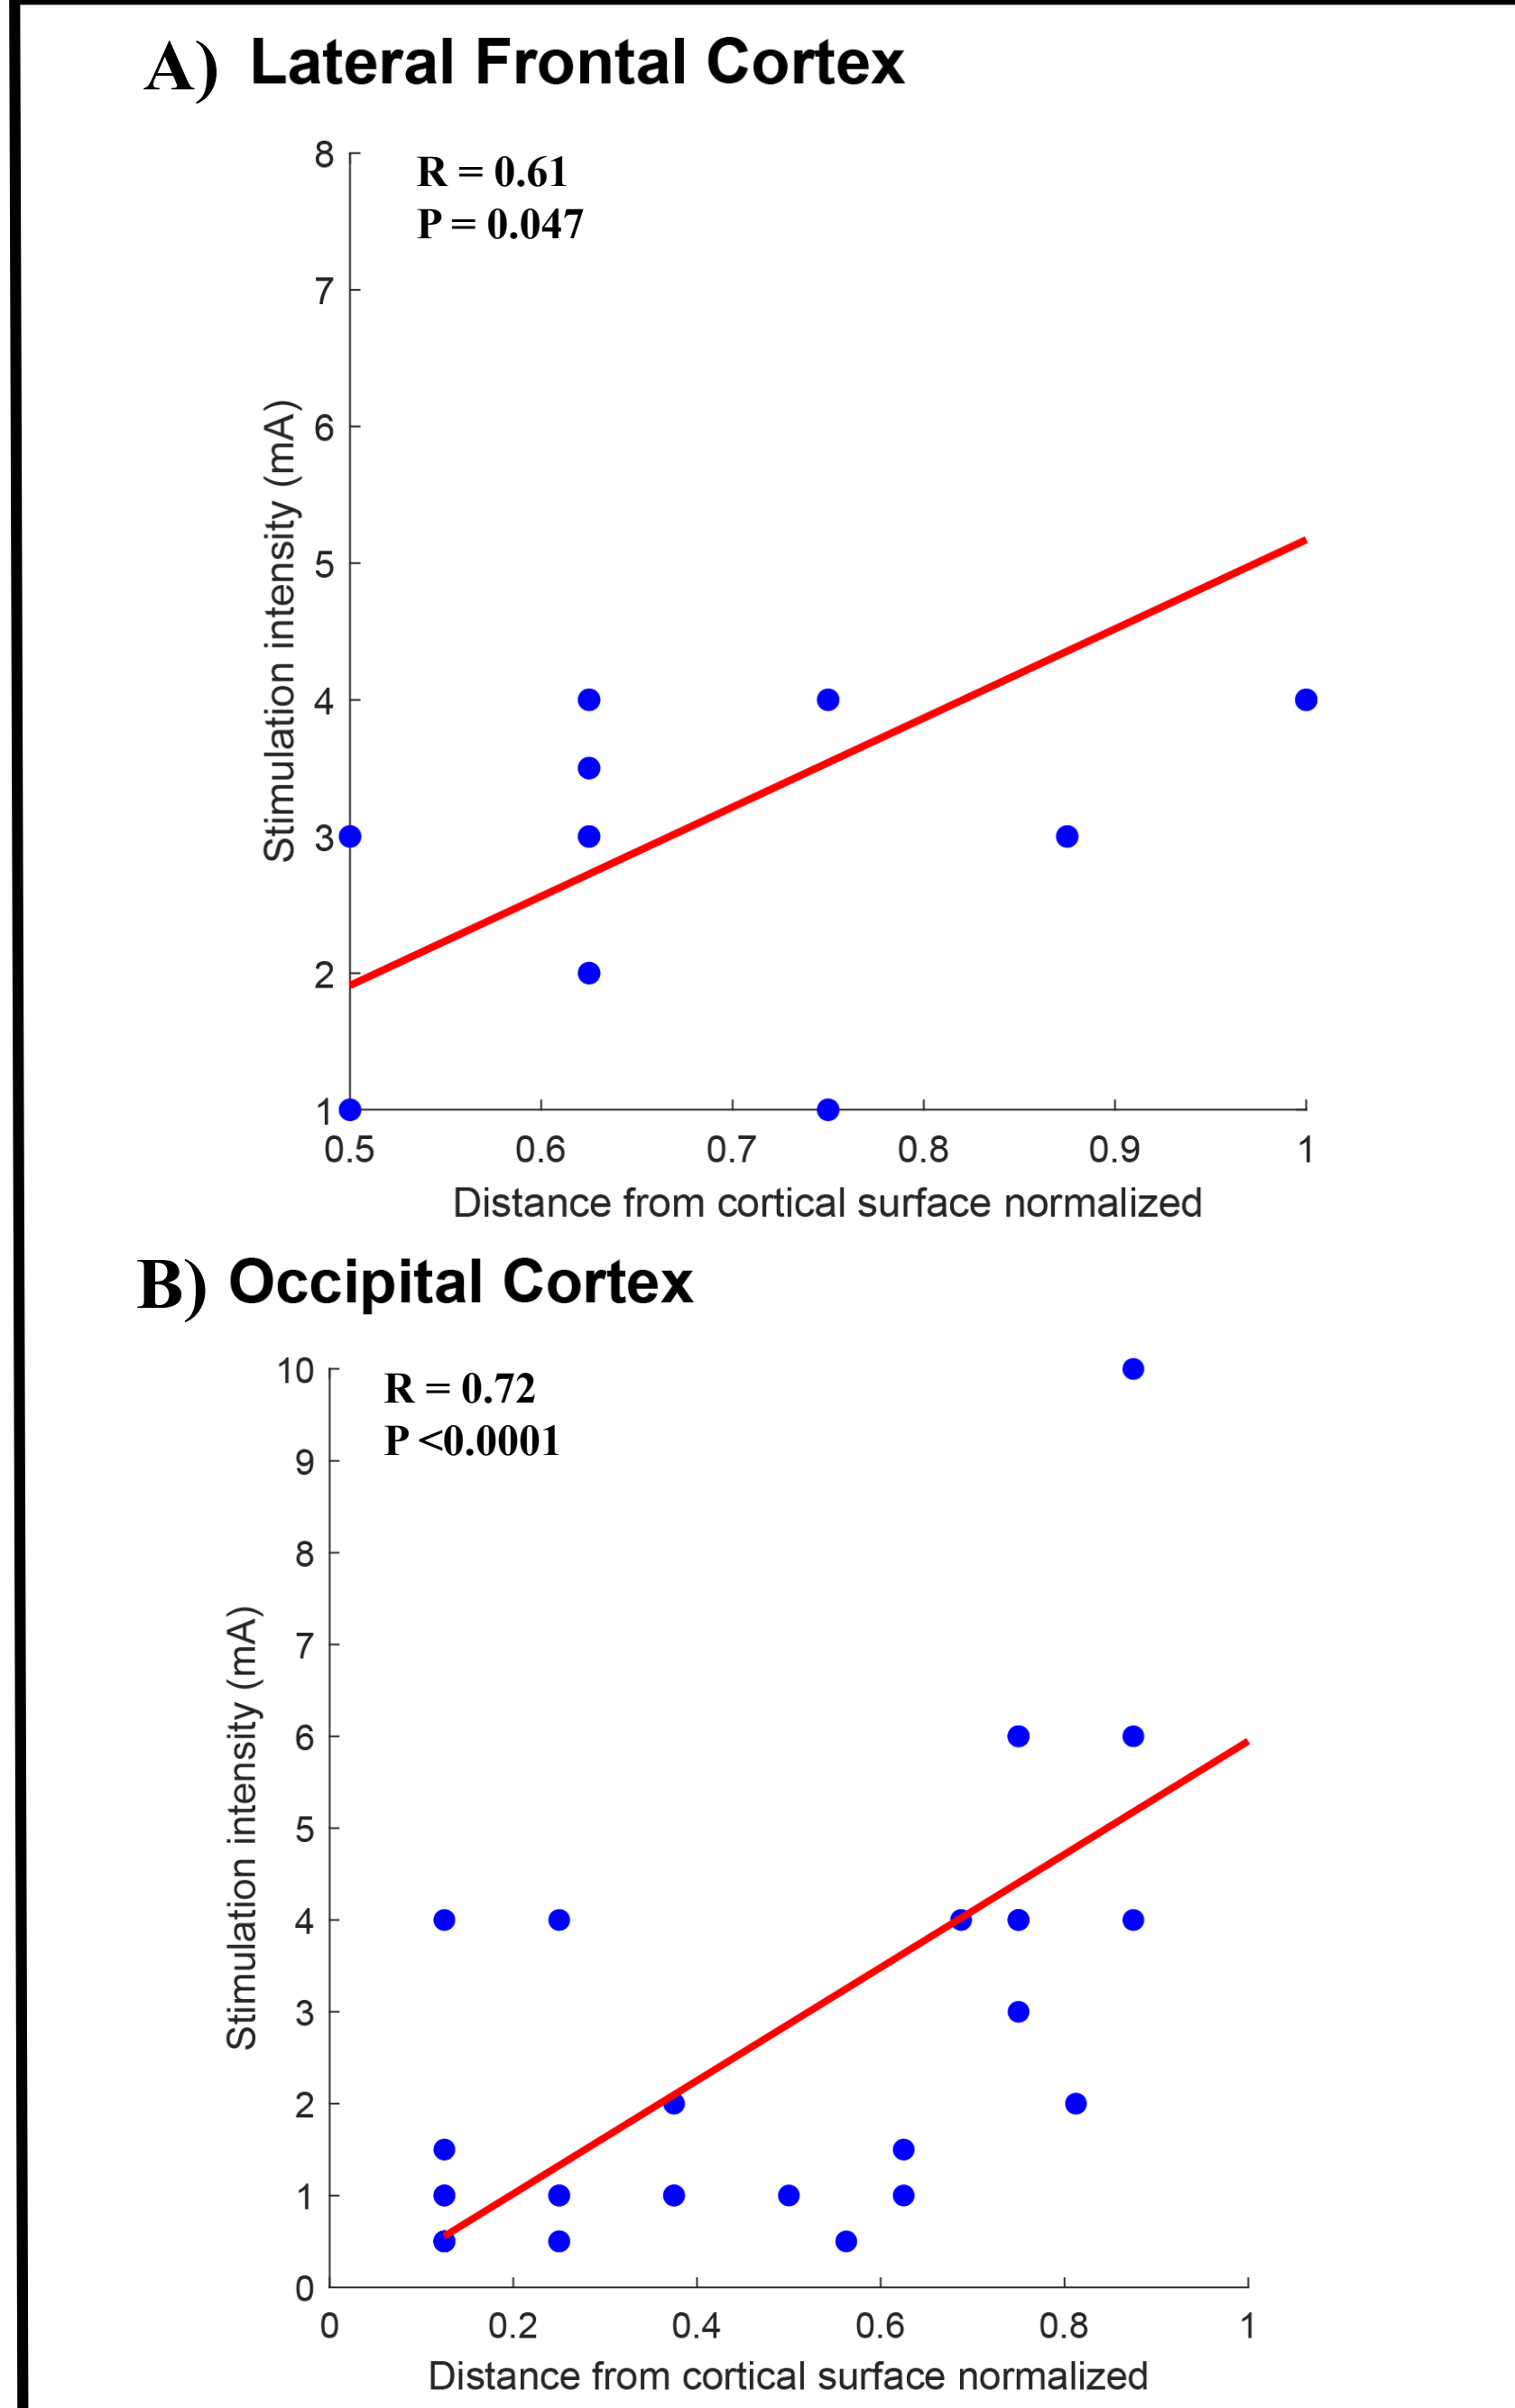 A) Lateral Frontal Cortex
R = 0.61
P = 0.047
8
7
6
5
4
3
2
1
Stimulation intensity (mA)
0.5 0.6 0.7 0.8 0.9 1
Distance from cortical surface normalized
B) Occipital Cortex
R = 0.72
P <0.0001
10
9
8
7
6
5
4
3
2
1
0
Stimulation intensity (mA)
0 0.2 0.4 0.6 0.8 1
Distance from cortical surface normalized